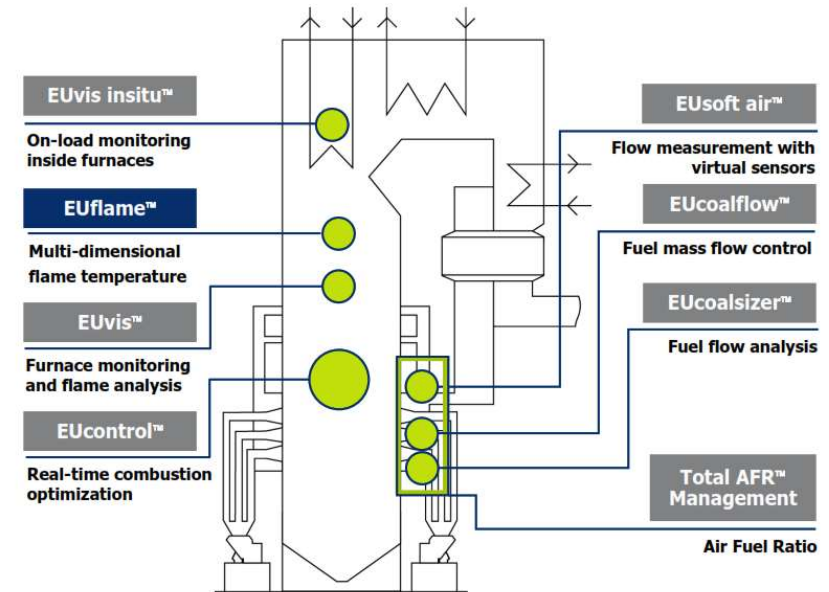 EUvis insitu™
On-load monitoring
inside furnaces
EUflame™
Multi-dimensional
flame temperature
EUvis™
Furnace monitoring
and flame analysis
EUcontrol™
Real-time combustion
optimization
EUsoft air™
Flow measurement with
virtual sensors
EUcoalflow™
Fuel mass flow control
EUcoalsizer™
Fuel flow analysis
Total AFR™
Management
Air Fuel Ratio